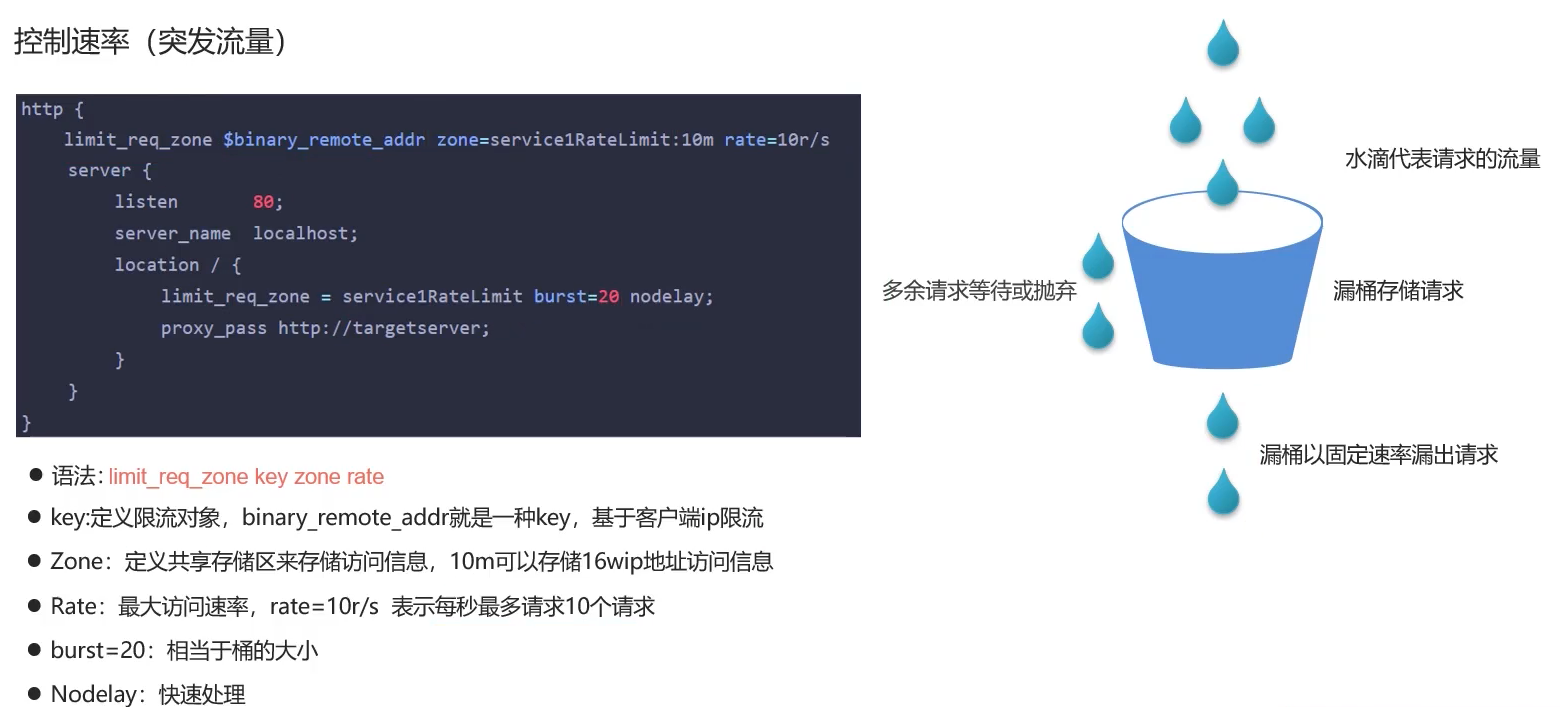 控制速率（突发流量）
http {
limit_req_zone $binary_remote_addr zone=service1RateLimit:10m rate=10r/s
server {
listen 80;
server_name localhost;
location / {
limit_req_zone = service1RateLimit burst=20 nodelay;
proxy_pass http://targetserver;
}
}
}
语法：limit_req_zone key zone rate
key:定义限流对象，binary_remote_addr就是一种key，基于客户端ip限流
Zone：定义共享存储区来存储访问信息，10m可以存储16wip地址访问信息
Rate：最大访问速率，rate=10r/s 表示每秒最多请求10个请求
burst=20：相当于桶的大小
Nodelay：快速处理
水滴代表请求的流量
多余请求等待或抛弃
漏桶存储请求
漏桶以固定速率漏出请求